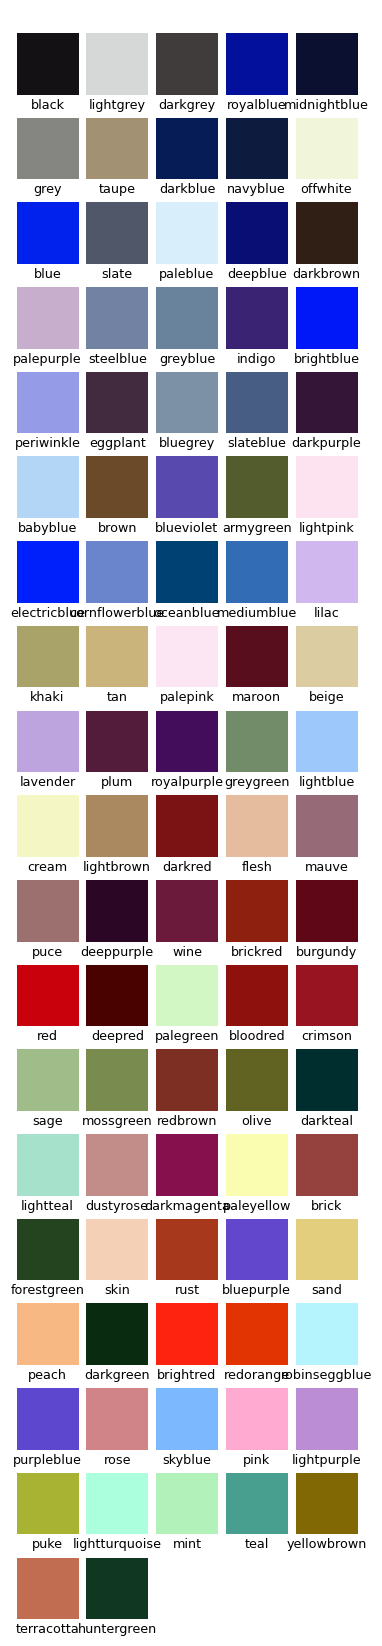 black lightgrey darkgrey royalblue midnightblue
grey taupe darkblue navyblue offwhite
blue slate paleblue deepblue darkbrown
palepurple steelblue greyblue indigo brightblue
periwinkle eggplant bluegrey slateblue darkpurple
babyblue brown blueviolet armygreen lightpink
electricblue cornflowerblue oceanblue mediumblue lilac
khaki tan palepink maroon beige
lavender plum royalpurple greygreen lightblue
cream lightbrown darkred flesh mauve
puce deeppurple wine brickred burgundy
red deepred palegreen bloodred crimson
sage mossgreen redbrown olive darkteal
lightteal dustyrose darkmagenta paleyellow brick
forestgreen skin rust bluepurple sand
peach darkgreen brightred redorange robinseggblue
purpleblue rose skyblue pink lightpurple
puke lightturquoise mint teal yellowbrown
terracotta huntergreen